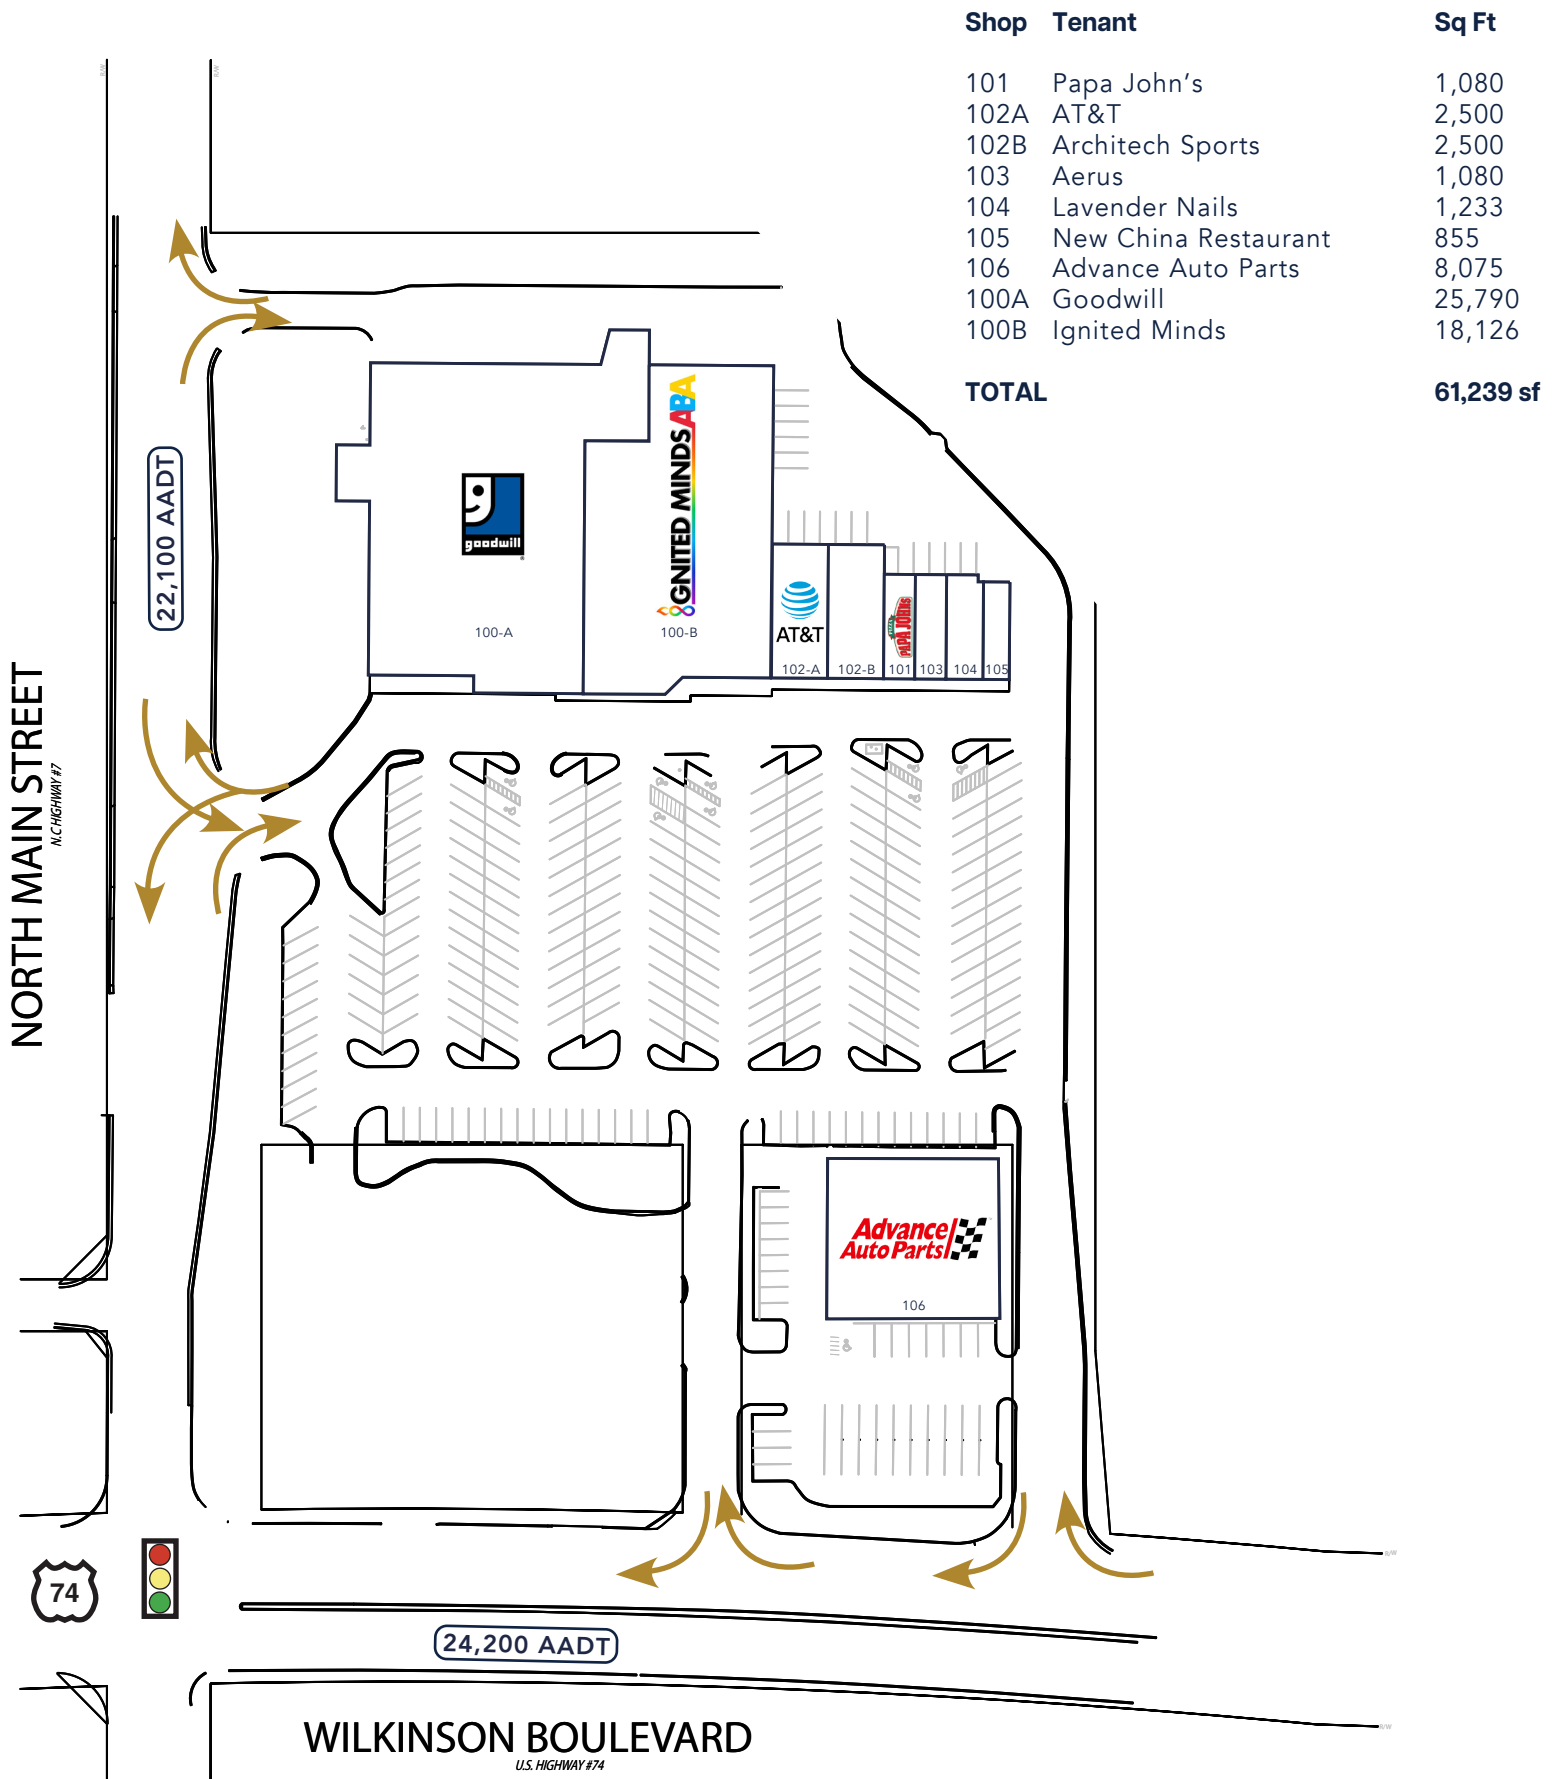 Shop Tenant Sq Ft
101 Papa John's 1,080
102A AT&T 2,500
102B Architech Sports 2,500
103 Aerus 1,080
104 Lavender Nails 1,233
105 New China Restaurant 855
106 Advance Auto Parts 8,075
100A Goodwill 25,790
100B Ignited Minds 18,126
TOTAL 61,239 sf
R/W
R/W
22,100 AADT
goodwill
100-A
IGNITED MINDS ABA
100-B
AT&T
102-A
102-B
PAPA JOHNS
101
103
104
105
NORTH MAIN STREET
N.C HIGHWAY #7
Advance
Auto Parts
106
74
24,200 AADT
R/W
R/W
WILKINSON BOULEVARD
U.S. HIGHWAY #74